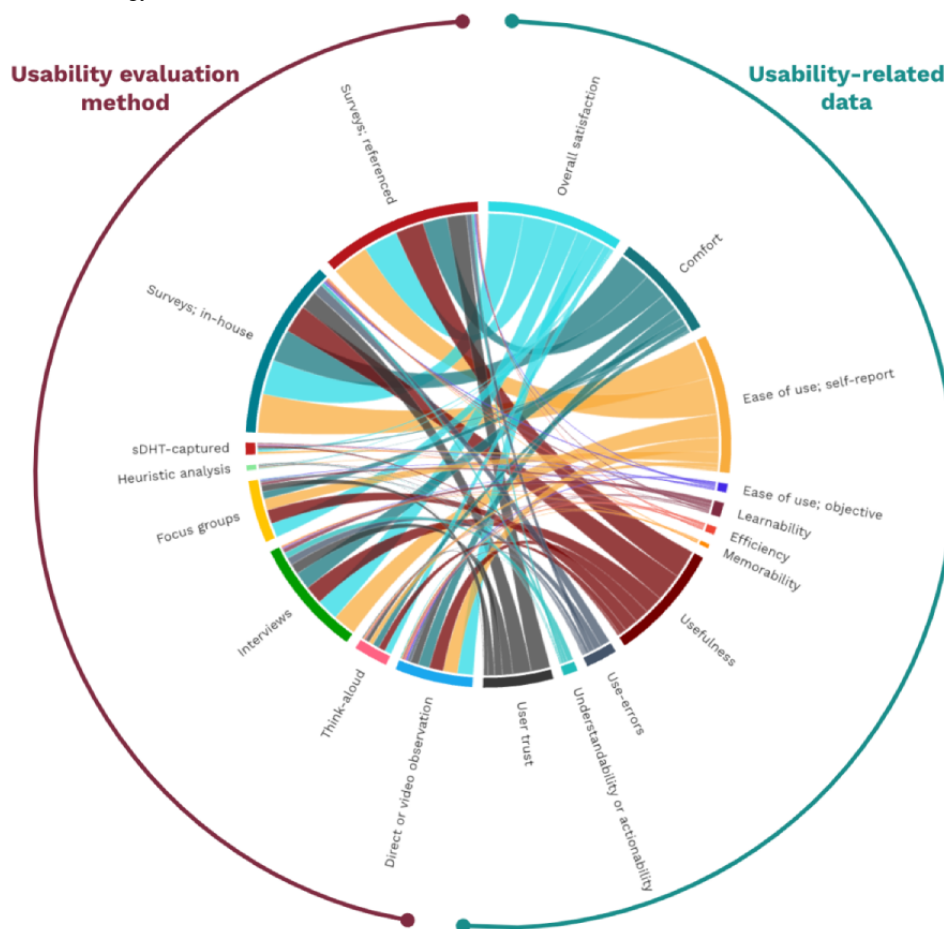 Usability evaluation
method
Usability-related
data
Surveys; referenced
Overall satisfaction
Surveys; in-house
Comfort
Ease of use; self-report
sDHT-captured
Heuristic analysis
Focus groups
Ease of use; objective
Learnability
Efficiency
Memorability
Interviews
Usefulness
Think-aloud
Use-errors
Direct or video observation
User trust
Understandability or actionability